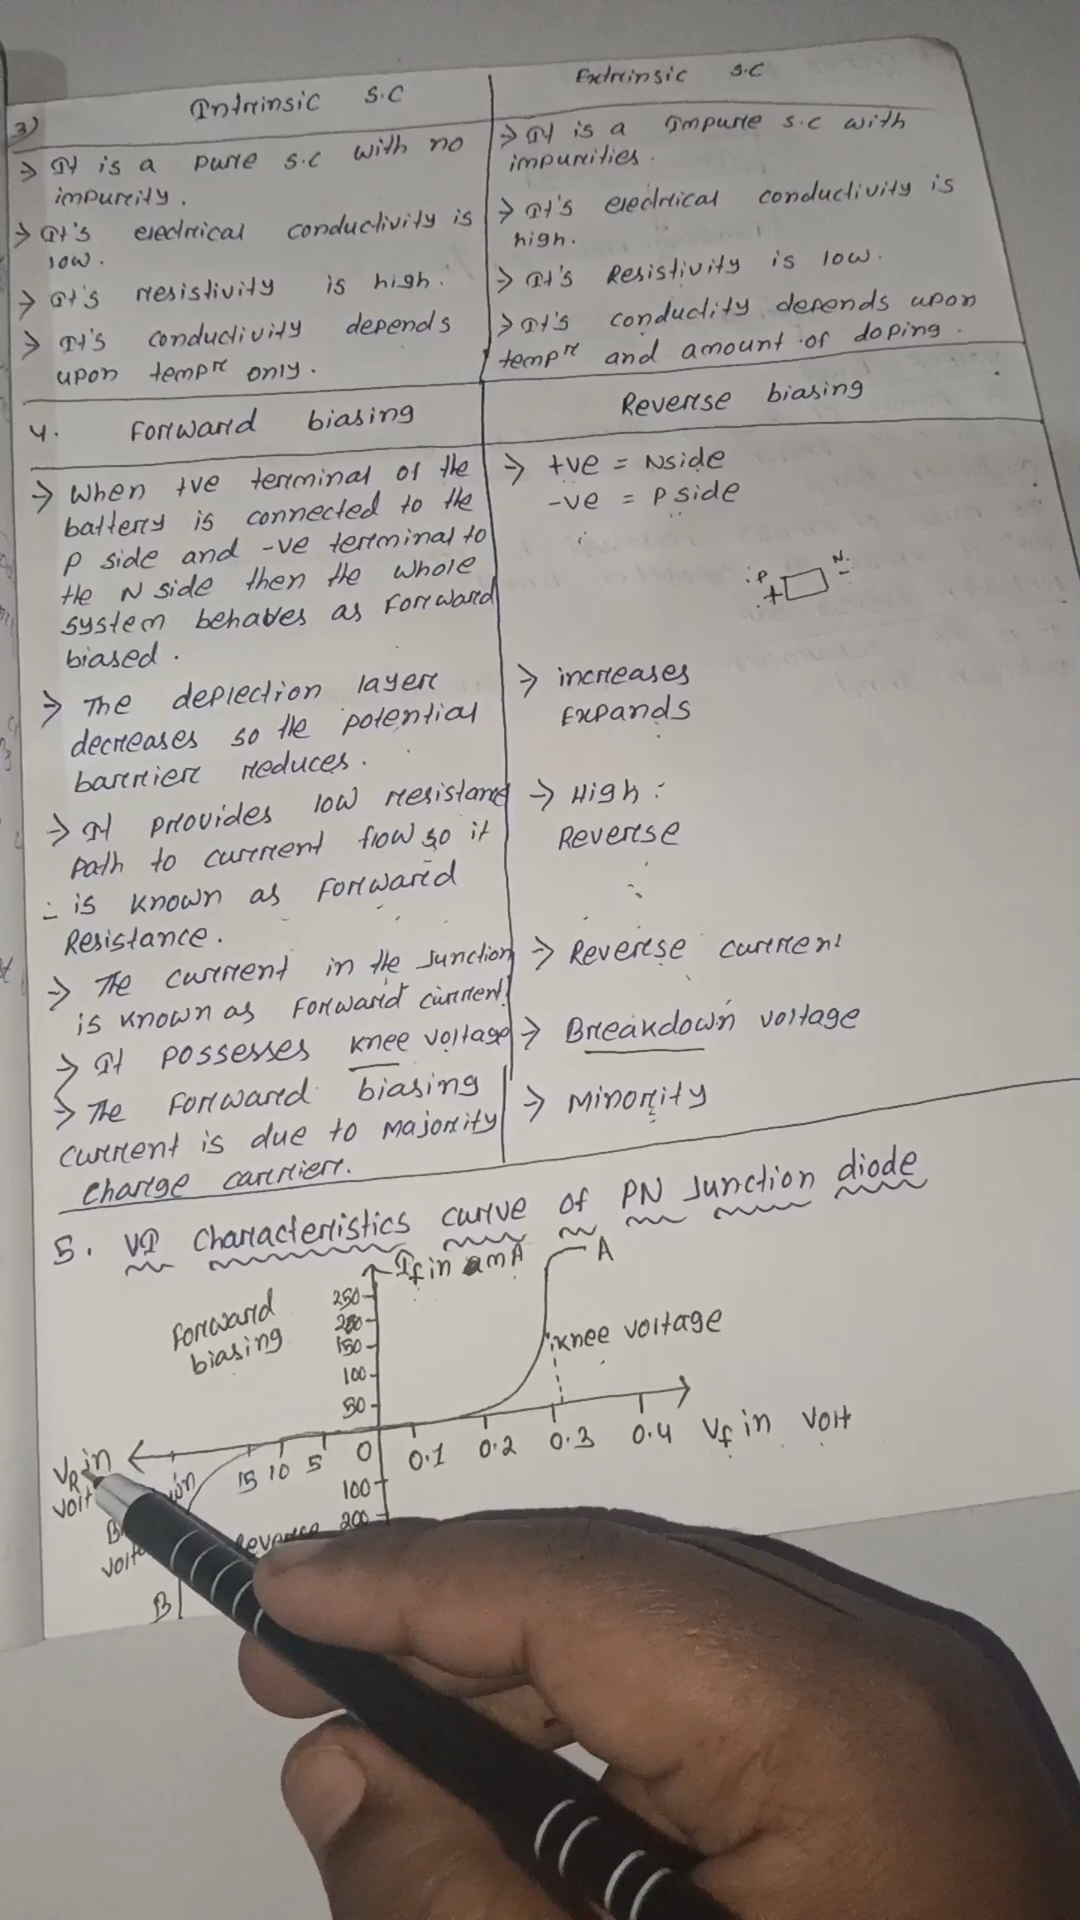 3)
Intrinsic S.C
→ It is a pure s.c with no
impurity.
→ It's electrical conductivity is
low.
→ It's resistivity is high.
→ It's conductivity depends
upon tempr only.
Extrinsic S.C
→ It is a Impure s.c with
impurities.
→ It's electrical conductivity is
high.
→ It's Resistivity is low.
→ It's conductity depends upon
tempr and amount of doping.
4. Forward biasing
→ When +ve terminal of the
battery is connected to the
P side and -ve terminal to
the N side then the whole
system behaves as Forward
biased.
→ The deplection layer
decreases so the potential
barrier reduces.
→ It provides low resistance
path to current flow so it
is known as Forward
Resistance.
→ The current in the Junction
is known as Forward current.
→ It possesses knee voltage
→ The Forward biasing
current is due to majority
charge carrier.
Reverse biasing
→ +ve = N side
-ve = P side
P N
+ -
→ increases
Expands
→ High
Reverse
→ Reverse current
→ Breakdown voltage
→ Minority
5. VI Characteristics curve of PN Junction diode
If in mA
A
Forward
biasing
250
200
150
100
50
knee voltage
0 0.1 0.2 0.3 0.4 Vf in volt
VR in
volt
15 10 5
100
200
Reverse
B